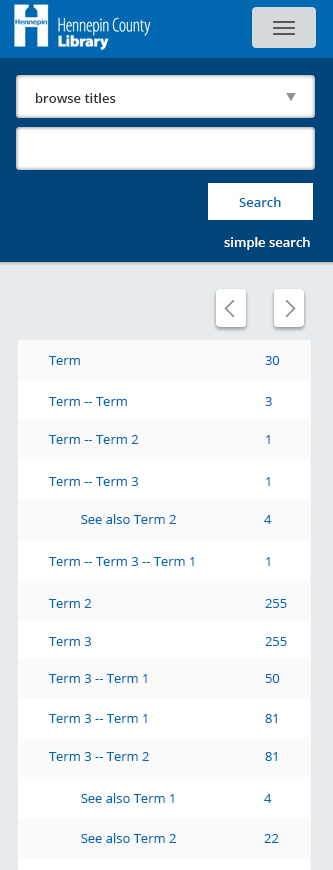 Hennepin
Hennepin County
Library
browse titles
Search
simple search
Term 30
Term -- Term 3
Term -- Term 2 1
Term -- Term 3 1
See also Term 2 4
Term -- Term 3 -- Term 1 1
Term 2 255
Term 3 255
Term 3 -- Term 1 50
Term 3 -- Term 1 81
Term 3 -- Term 2 81
See also Term 1 4
See also Term 2 22